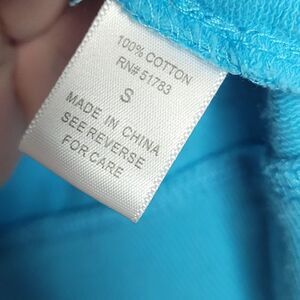 100% COTTON
RN# 51783
S
MADE IN CHINA
SEE REVERSE
FOR CARE